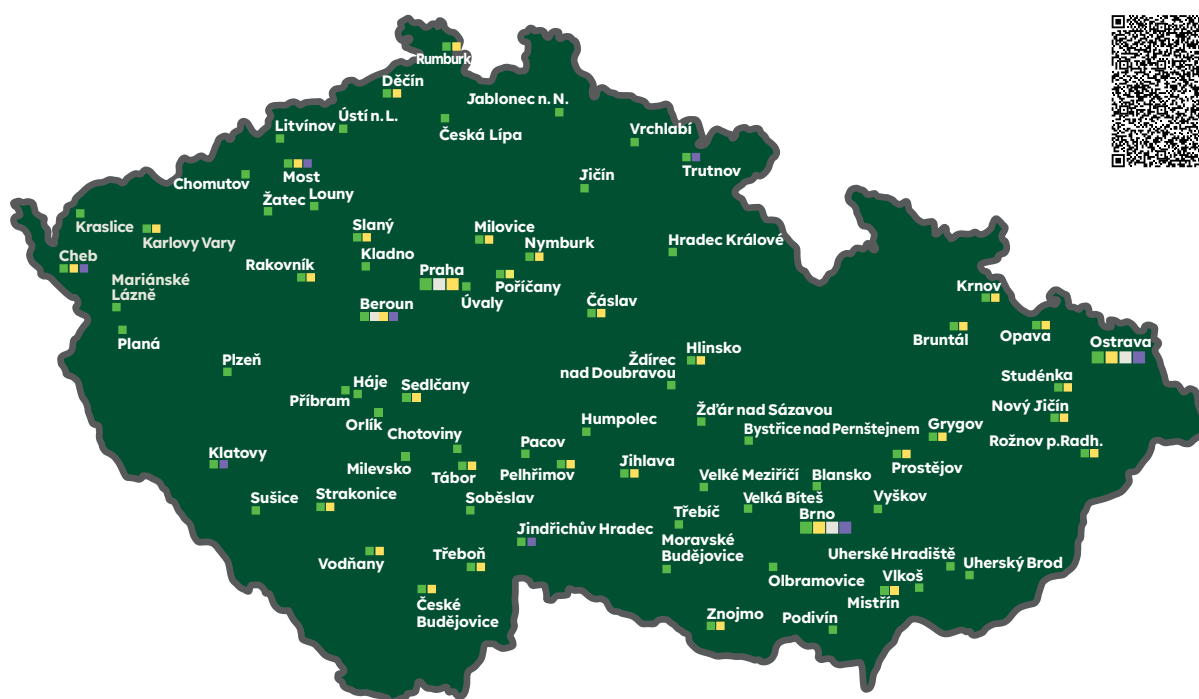 Rumburk
Děčín
Jablonec n. N.
Ústí n. L.
Litvínov
Česká Lípa
Vrchlabí
Most
Trutnov
Chomutov
Jičín
Žatec
Louny
Kraslice
Slaný
Milovice
Karlovy Vary
Nymburk
Hradec Králové
Cheb
Kladno
Rakovník
Praha
Mariánské
Lázně
Poříčany
Úvaly
Krnov
Beroun
Čáslav
Planá
Bruntál
Opava
Ostrava
Hlinsko
Plzeň
Ždírec
nad Doubravou
Studénka
Háje
Sedlčany
Příbram
Nový Jičín
Orlík
Humpolec
Žďár nad Sázavou
Grygov
Bystřice nad Pernštejnem
Chotoviny
Rožnov p.Radh.
Klatovy
Pacov
Jihlava
Milevsko
Prostějov
Tábor
Pelhřimov
Velké Meziříčí
Blansko
Sušice
Strakonice
Soběslav
Velká Bíteš
Vyškov
Třebíč
Brno
Jindřichův Hradec
Moravské
Budějovice
Vodňany
Třeboň
Uherské Hradiště
Uherský Brod
Olbramovice
Vlkoš
České
Budějovice
Mistřín
Znojmo
Podivín